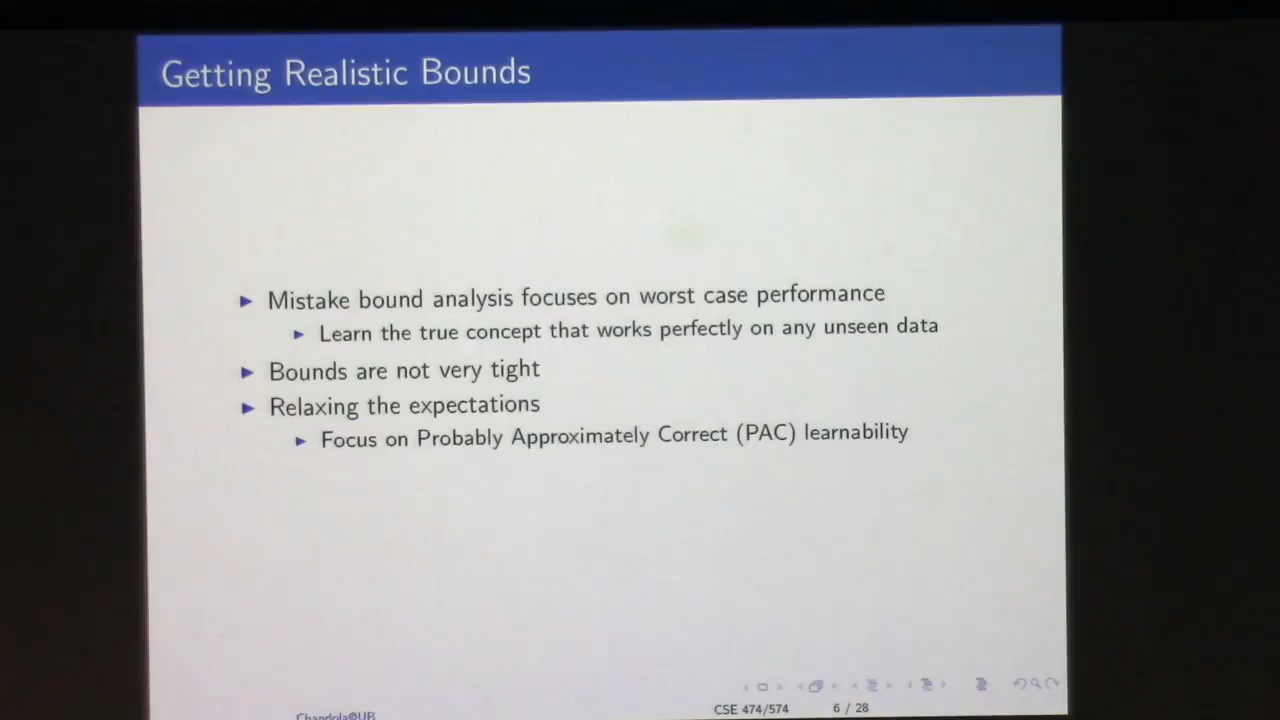 Getting Realistic Bounds
Mistake bound analysis focuses on worst case performance
Learn the true concept that works perfectly on any unseen data
Bounds are not very tight
Relaxing the expectations
Focus on Probably Approximately Correct (PAC) learnability
Chandola@UB
CSE 474/574
6 / 28